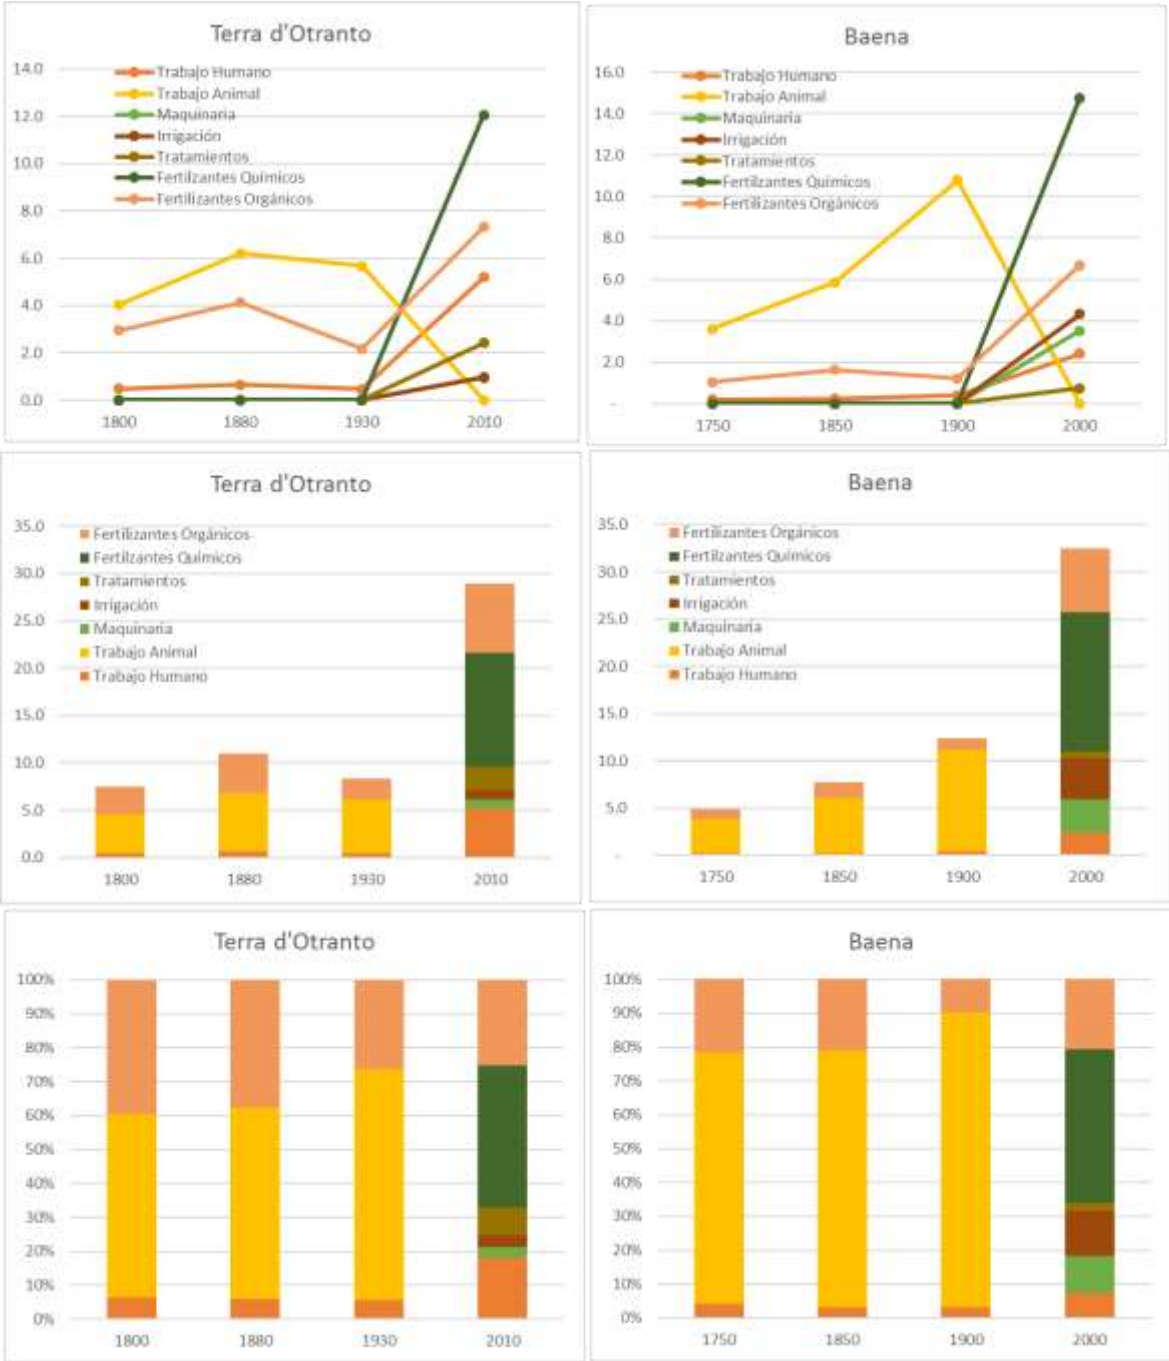 Terra d'Otranto
14.0
12.0
10.0
8.0
6.0
4.0
2.0
0.0
Trabajo Humano
Trabajo Animal
Maquinaria
Irrigación
Tratamientos
Fertilzantes Químicos
Fertilizantes Orgánicos
1800 1880 1930 2010
Baena
16.0
14.0
12.0
10.0
8.0
6.0
4.0
2.0
-
Trabajo Humano
Trabajo Animal
Maquinaria
Irrigación
Tratamientos
Fertilzantes Químicos
Fertilizantes Orgánicos
1750 1850 1900 2000
Terra d'Otranto
35.0
30.0
25.0
20.0
15.0
10.0
5.0
0.0
Fertilizantes Orgánicos
Fertilzantes Químicos
Tratamientos
Irrigación
Maquinaria
Trabajo Animal
Trabajo Humano
1800 1880 1930 2010
Baena
35.0
30.0
25.0
20.0
15.0
10.0
5.0
-
Fertilizantes Orgánicos
Fertilzantes Químicos
Tratamientos
Irrigación
Maquinaria
Trabajo Animal
Trabajo Humano
1750 1850 1900 2000
Terra d'Otranto
100%
90%
80%
70%
60%
50%
40%
30%
20%
10%
0%
1800 1880 1930 2010
Baena
100%
90%
80%
70%
60%
50%
40%
30%
20%
10%
0%
1750 1850 1900 2000